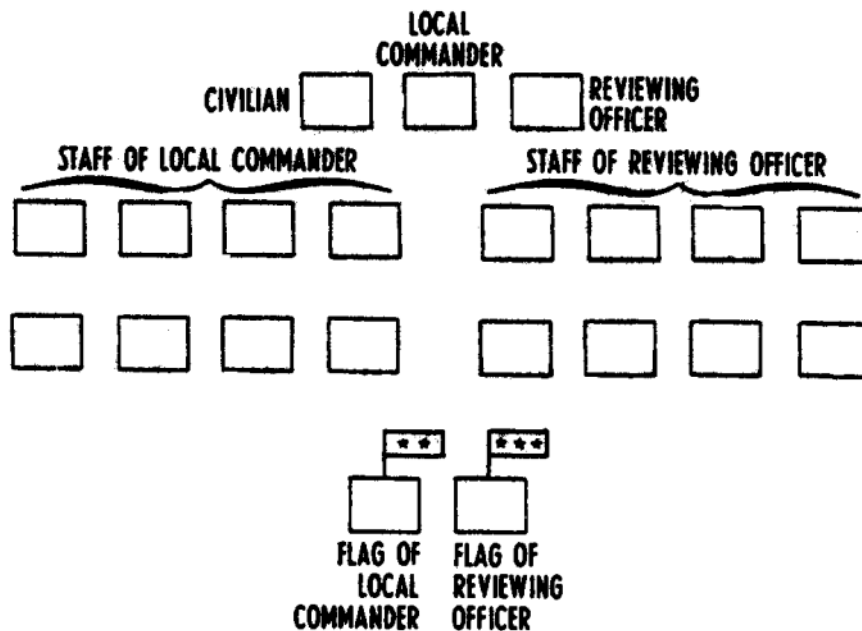 LOCAL
COMMANDER
CIVILIAN
REVIEWING
OFFICER
STAFF OF LOCAL COMMANDER
STAFF OF REVIEWING OFFICER
FLAG OF
LOCAL
COMMANDER
FLAG OF
REVIEWING
OFFICER